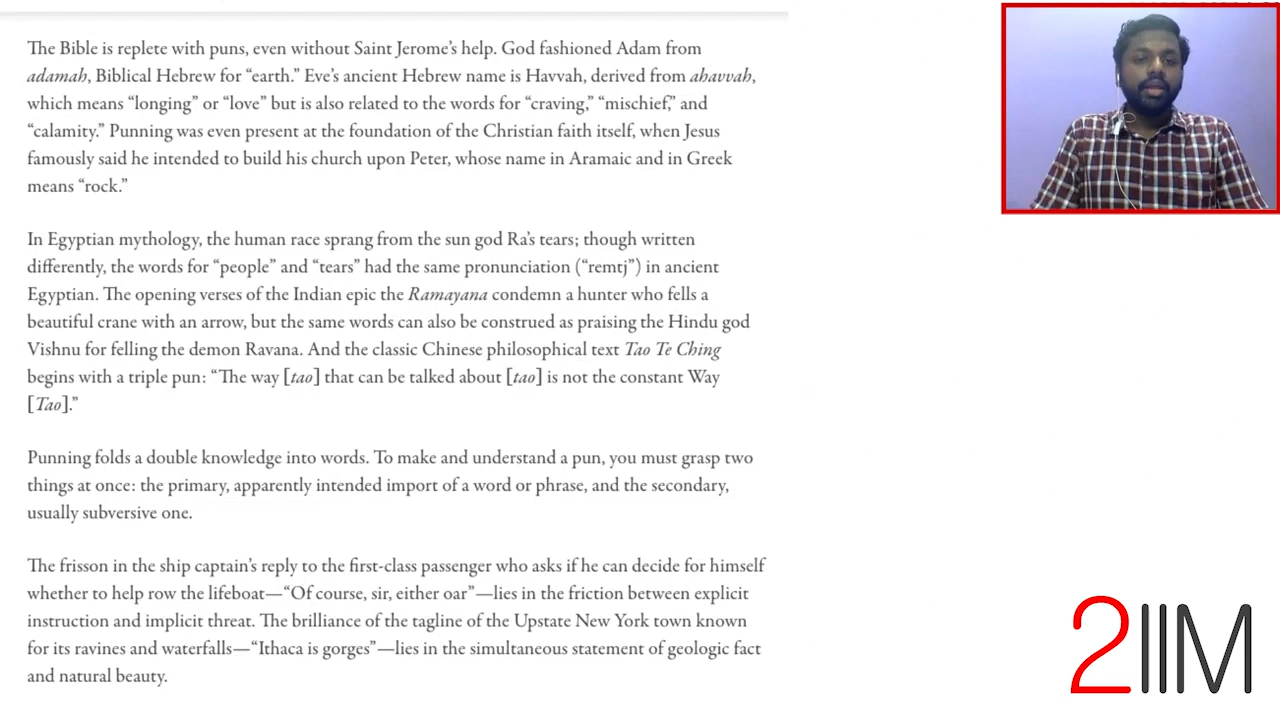 The Bible is replete with puns, even without Saint Jerome's help. God fashioned Adam from
adamah, Biblical Hebrew for “earth.” Eve's ancient Hebrew name is Havvah, derived from ahavvah,
which means “longing” or “love” but is also related to the words for “craving,” “mischief,” and
“calamity.” Punning was even present at the foundation of the Christian faith itself, when Jesus
famously said he intended to build his church upon Peter, whose name in Aramaic and in Greek
means “rock.”
In Egyptian mythology, the human race sprang from the sun god Ra's tears; though written
differently, the words for “people” and “tears” had the same pronunciation (“remtj”) in ancient
Egyptian. The opening verses of the Indian epic the Ramayana condemn a hunter who fells a
beautiful crane with an arrow, but the same words can also be construed as praising the Hindu god
Vishnu for felling the demon Ravana. And the classic Chinese philosophical text Tao Te Ching
begins with a triple pun: “The way [tao] that can be talked about [tao] is not the constant Way
[Tao].”
Punning folds a double knowledge into words. To make and understand a pun, you must grasp two
things at once: the primary, apparently intended import of a word or phrase, and the secondary,
usually subversive one.
The frisson in the ship captain's reply to the first-class passenger who asks if he can decide for himself
whether to help row the lifeboat—“Of course, sir, either oar”—lies in the friction between explicit
instruction and implicit threat. The brilliance of the tagline of the Upstate New York town known
for its ravines and waterfalls—“Ithaca is gorges”—lies in the simultaneous statement of geologic fact
and natural beauty.
2IIM